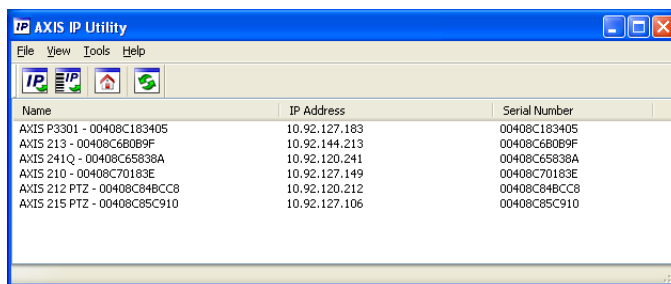 IP AXIS IP Utility
File View Tools Help
IP IP
Name IP Address Serial Number
AXIS P3301 - 00408C183405 10.92.127.183 00408C183405
AXIS 213 - 00408C6B0B9F 10.92.144.213 00408C6B0B9F
AXIS 241Q - 00408C65838A 10.92.120.241 00408C65838A
AXIS 210 - 00408C70183E 10.92.127.149 00408C70183E
AXIS 212 PTZ - 00408C84BCC8 10.92.120.212 00408C84BCC8
AXIS 215 PTZ - 00408C85C910 10.92.127.106 00408C85C910